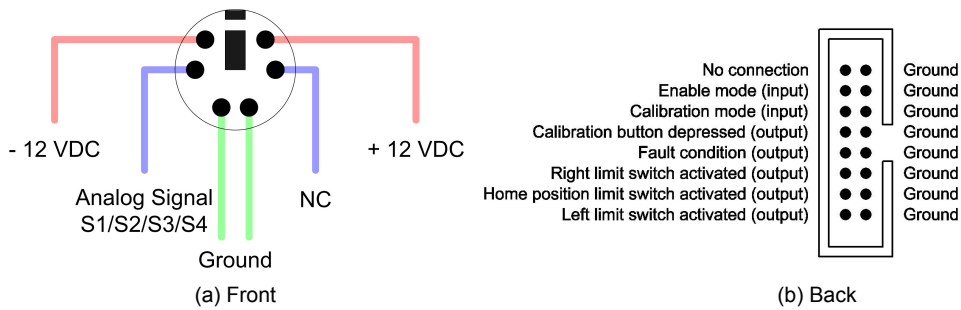 - 12 VDC
+ 12 VDC
Analog Signal
S1/S2/S3/S4
NC
Ground
(a) Front
No connection Ground
Enable mode (input) Ground
Calibration mode (input) Ground
Calibration button depressed (output) Ground
Fault condition (output) Ground
Right limit switch activated (output) Ground
Home position limit switch activated (output) Ground
Left limit switch activated (output) Ground
(b) Back